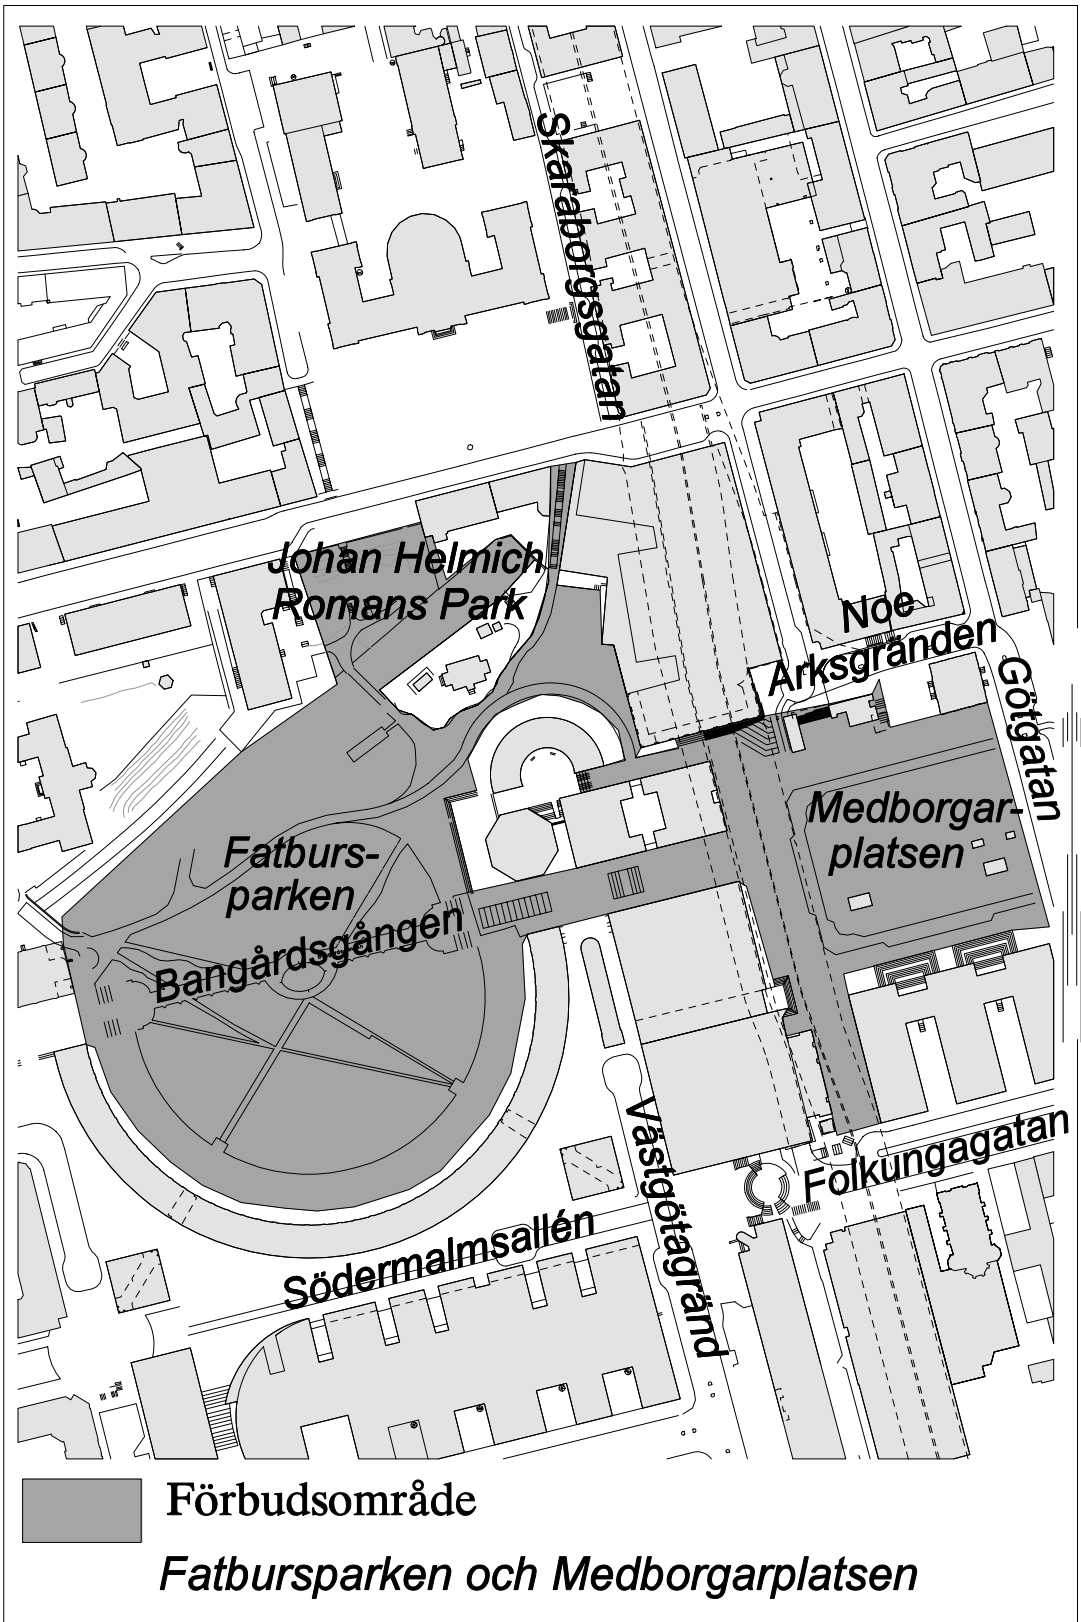 Skaraborgsgatan
Johan Helmich
Romans Park
Noe
Arksgränden
Götgatan
Medborgar-
platsen
Fatburs-
parken
Bangårdsgången
Västgötagränd
Folkungagatan
Södermalmsallén
Förbudsområde
Fatbursparken och Medborgarplatsen